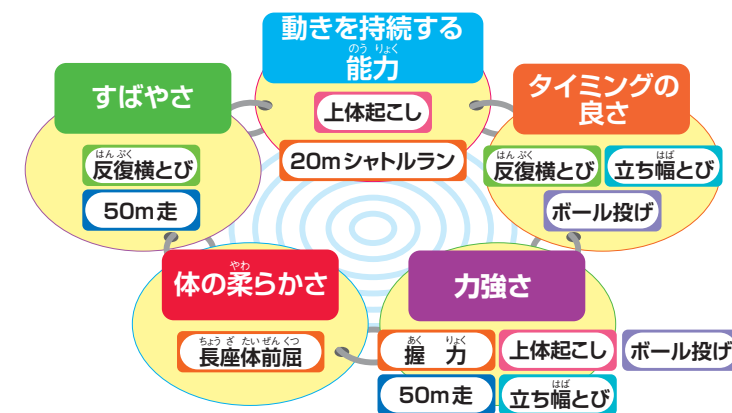 動きを持続する
のう りょく
能力
上体起こし
20mシャトルラン
すばやさ
はん ぷく
反復横とび
50m走
タイミングの
良さ
はん ぷく
反復横とび
はば
立ち幅とび
ボール投げ
やわ
体の柔らかさ
ちょう ざ たい ぜん くつ
長座体前屈
力強さ
あく りょく
握力
上体起こし
ボール投げ
50m走
はば
立ち幅とび